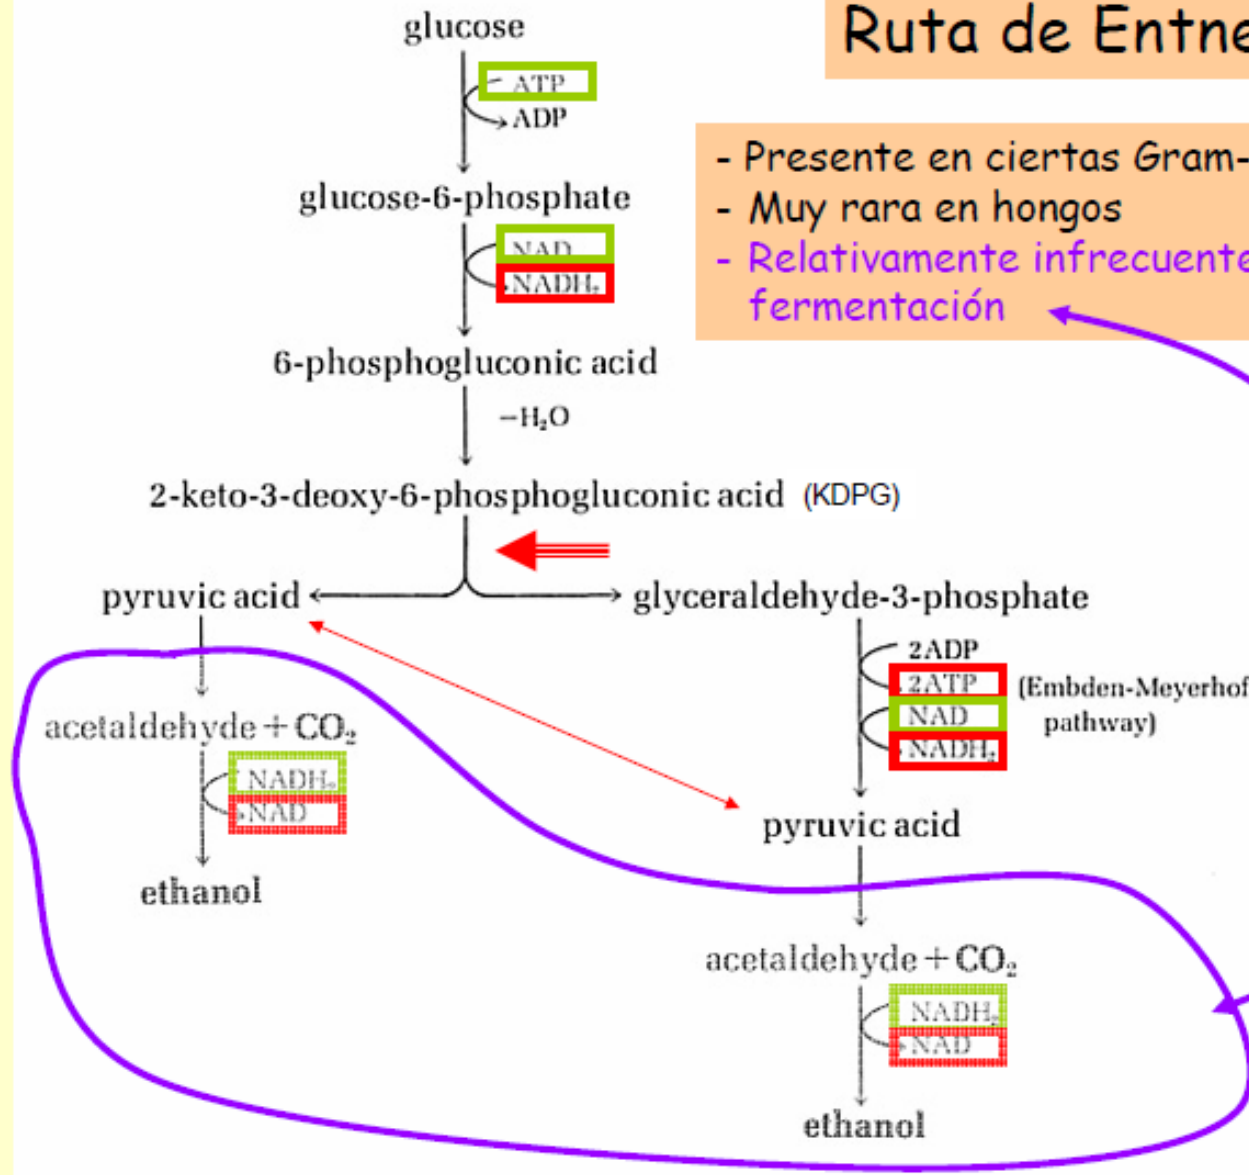 Ruta de Entne
glucose
ATP
ADP
- Presente en ciertas Gram-
- Muy rara en hongos
- Relativamente infrecuente
fermentación
glucose-6-phosphate
NAD
NADH₂
6-phosphogluconic acid
−H₂O
2-keto-3-deoxy-6-phosphogluconic acid (KDPG)
pyruvic acid
glyceraldehyde-3-phosphate
2ADP
2ATP
NAD
NADH₂
(Embden-Meyerhof
pathway)
acetaldehyde + CO₂
NADH₂
NAD
ethanol
pyruvic acid
acetaldehyde + CO₂
NADH₂
NAD
ethanol